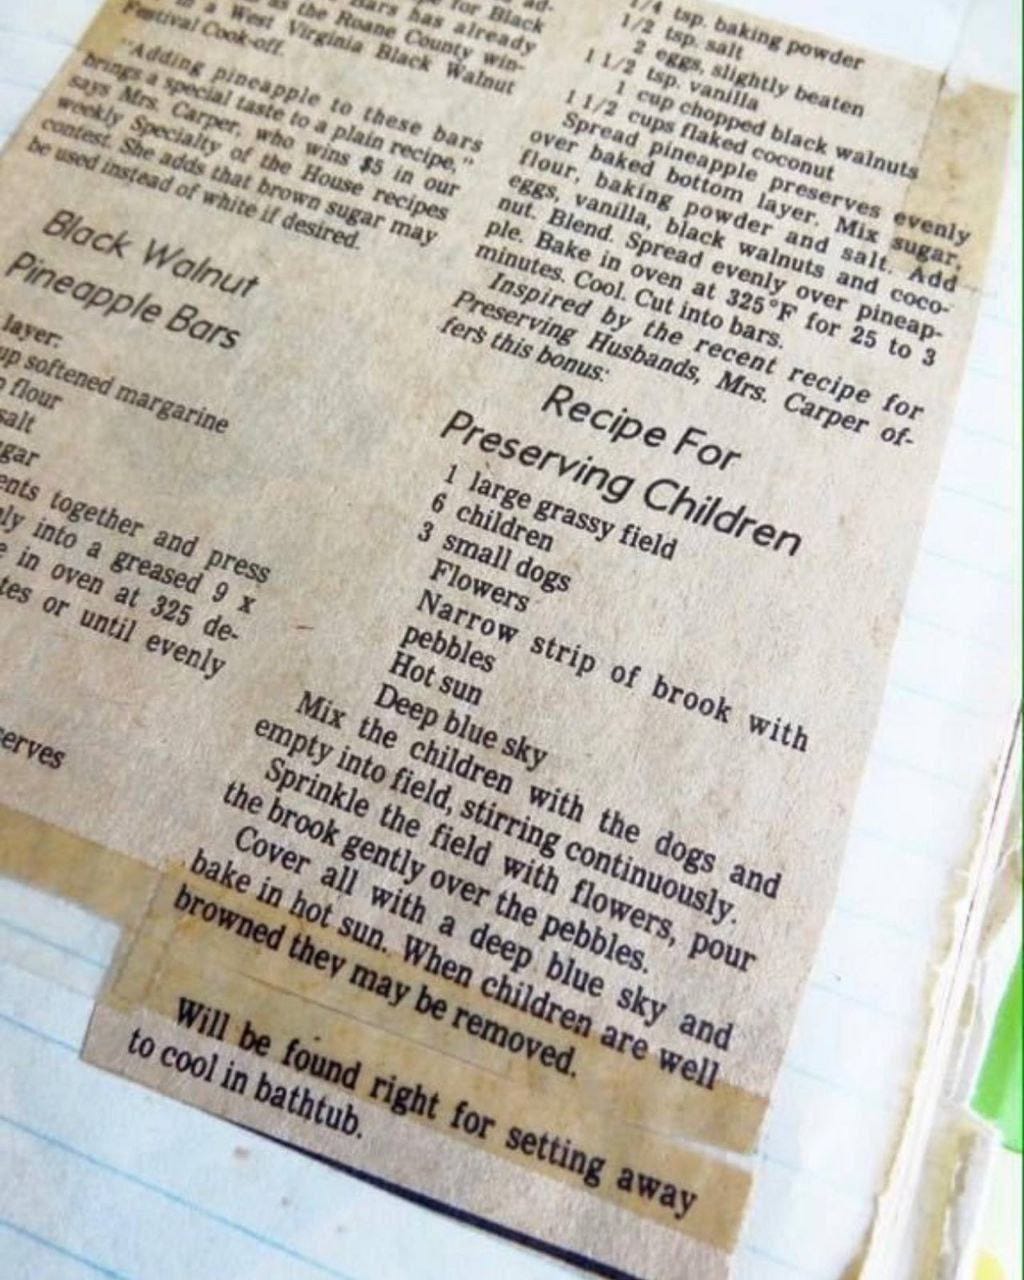 for Black
Bars has already
as the Roane County win-
in a West Virginia Black Walnut
Festival Cook-off.
"Adding pineapple to these bars
brings a special taste to a plain recipe,"
says Mrs. Carper, who wins $5 in our
weekly Specialty of the House recipes
contest. She adds that brown sugar may
be used instead of white if desired.
Black Walnut
Pineapple Bars
layer:
up softened margarine
flour
salt
gar
ents together and press
ly into a greased 9 x
in oven at 325 de-
tes or until evenly
erves
1/4 tsp. baking powder
1/2 tsp. salt
2 eggs, slightly beaten
1 1/2 tsp. vanilla
1 cup chopped black walnuts
1 1/2 cups flaked coconut
Spread pineapple preserves evenly
over baked bottom layer. Mix sugar,
flour, baking powder and salt. Add
eggs, vanilla, black walnuts and coco-
nut. Blend. Spread evenly over pineap-
ple. Bake in oven at 325°F for 25 to 3
minutes. Cool. Cut into bars.
Inspired by the recent recipe for
Preserving Husbands, Mrs. Carper of-
fers this bonus:
Recipe For
Preserving Children
1 large grassy field
6 children
3 small dogs
Flowers
Narrow strip of brook with
pebbles
Hot sun
Deep blue sky
Mix the children with the dogs and
empty into field, stirring continuously.
Sprinkle the field with flowers, pour
the brook gently over the pebbles.
Cover all with a deep blue sky and
bake in hot sun. When children are well
browned they may be removed.
Will be found right for setting away
to cool in bathtub.